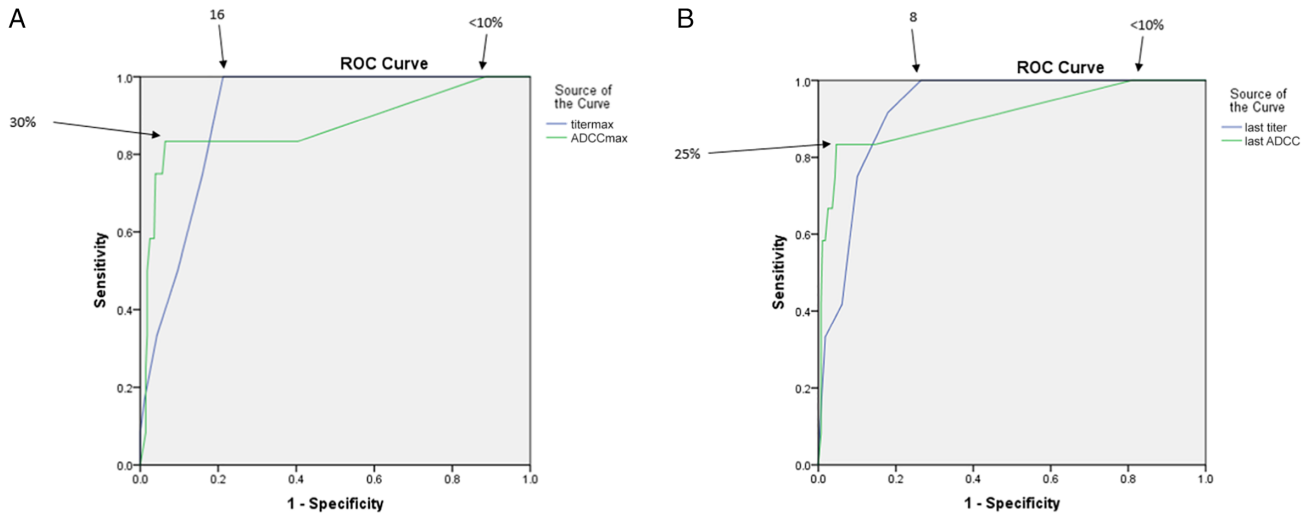 A
16
<10%
ROC Curve
30%
1.0
0.8
0.6
0.4
0.2
0.0
Sensitivity
0.0 0.2 0.4 0.6 0.8 1.0
1 - Specificity
Source of
the Curve
titermax
ADCCmax
B
8
<10%
ROC Curve
25%
1.0
0.8
0.6
0.4
0.2
0.0
Sensitivity
0.0 0.2 0.4 0.6 0.8 1.0
1 - Specificity
Source of
the Curve
last titer
last ADCC